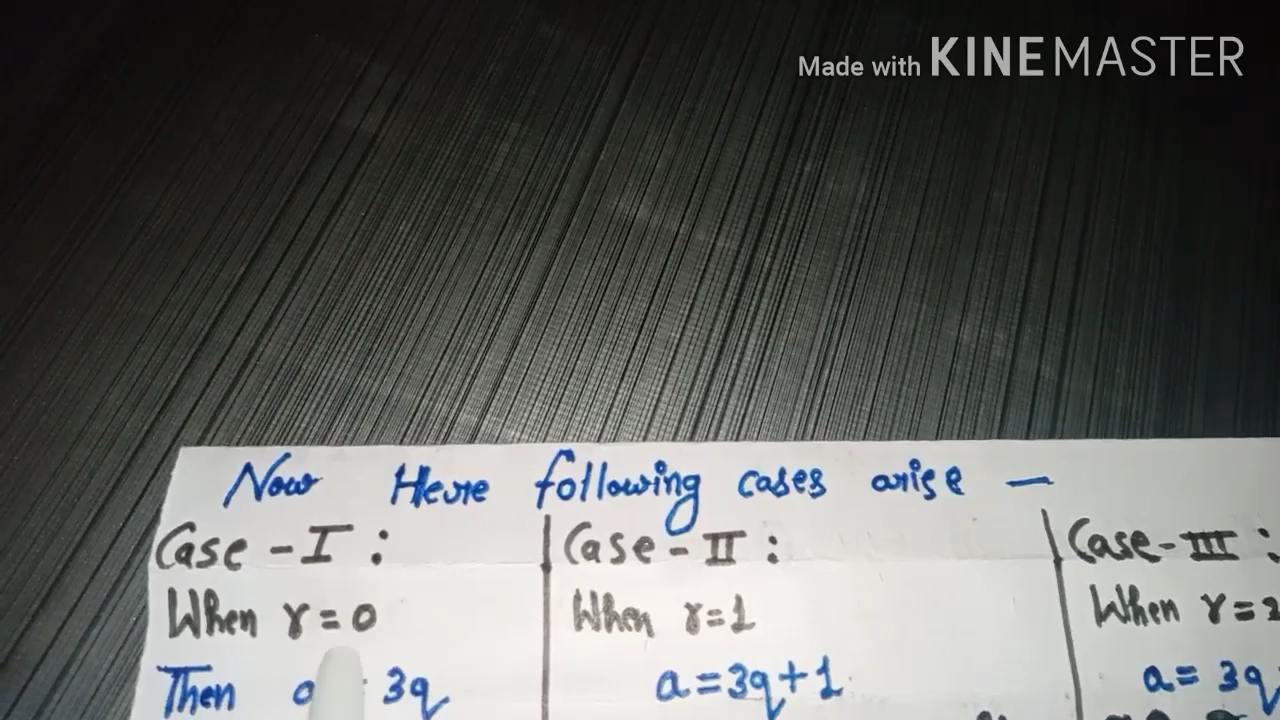 Made with KINEMASTER
Now Here following cases arise —
Case - I :
When r = 0
Then a = 3q
Case - II :
When r = 1
a = 3q + 1
Case - III :
When r = 2
a = 3q